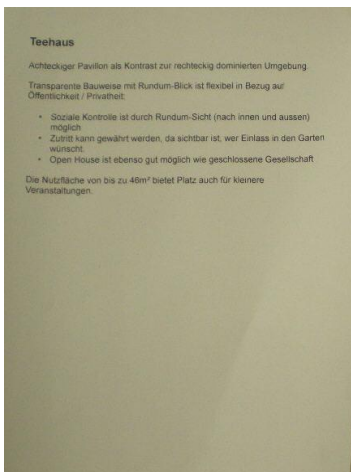 Teehaus
Achteckiger Pavillon als Kontrast zur rechteckig dominierten Umgebung.
Transparente Bauweise mit Rundum-Blick ist flexibel in Bezug auf
Öffentlichkeit / Privatheit:
• Soziale Kontrolle ist durch Rundum-Sicht (nach innen und aussen)
möglich
• Zutritt kann gewährt werden, da sichtbar ist, wer Einlass in den Garten
wünscht.
• Open House ist ebenso gut möglich wie geschlossene Gesellschaft
Die Nutzfläche von bis zu 46m² bietet Platz auch für kleinere
Veranstaltungen.